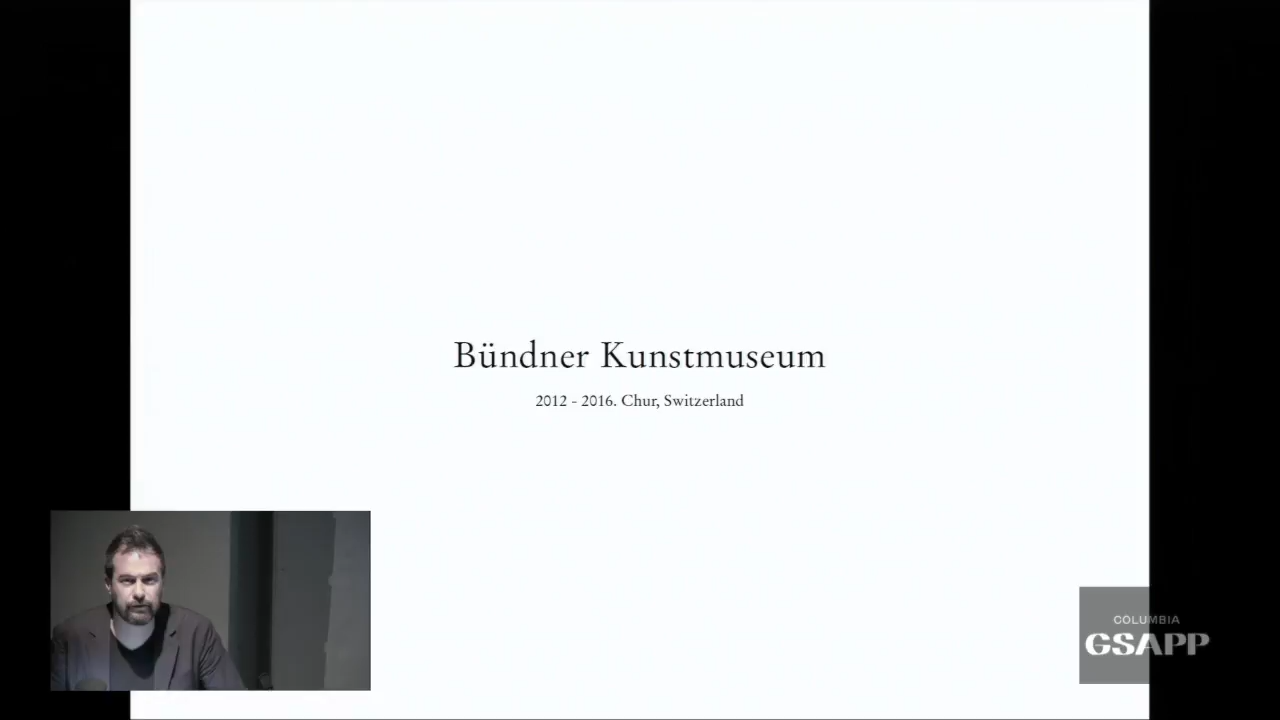 Bündner Kunstmuseum
2012 - 2016. Chur, Switzerland
COLUMBIA
GSAPP